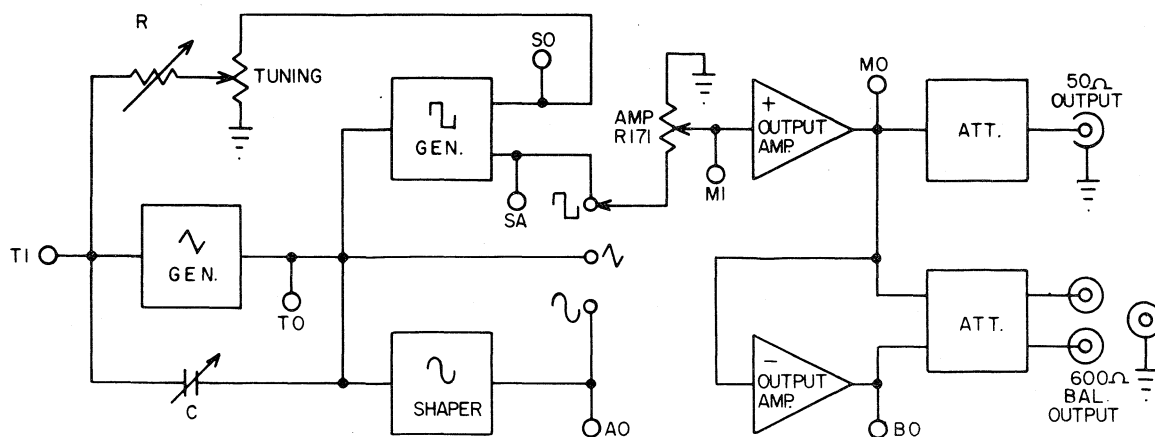 R
TUNING
SO
GEN.
SA
AMP
R171
MI
+
OUTPUT
AMP.
MO
ATT.
50Ω
OUTPUT
TI
GEN.
TO
C
SHAPER
AO
−
OUTPUT
AMP.
BO
ATT.
600Ω
BAL.
OUTPUT